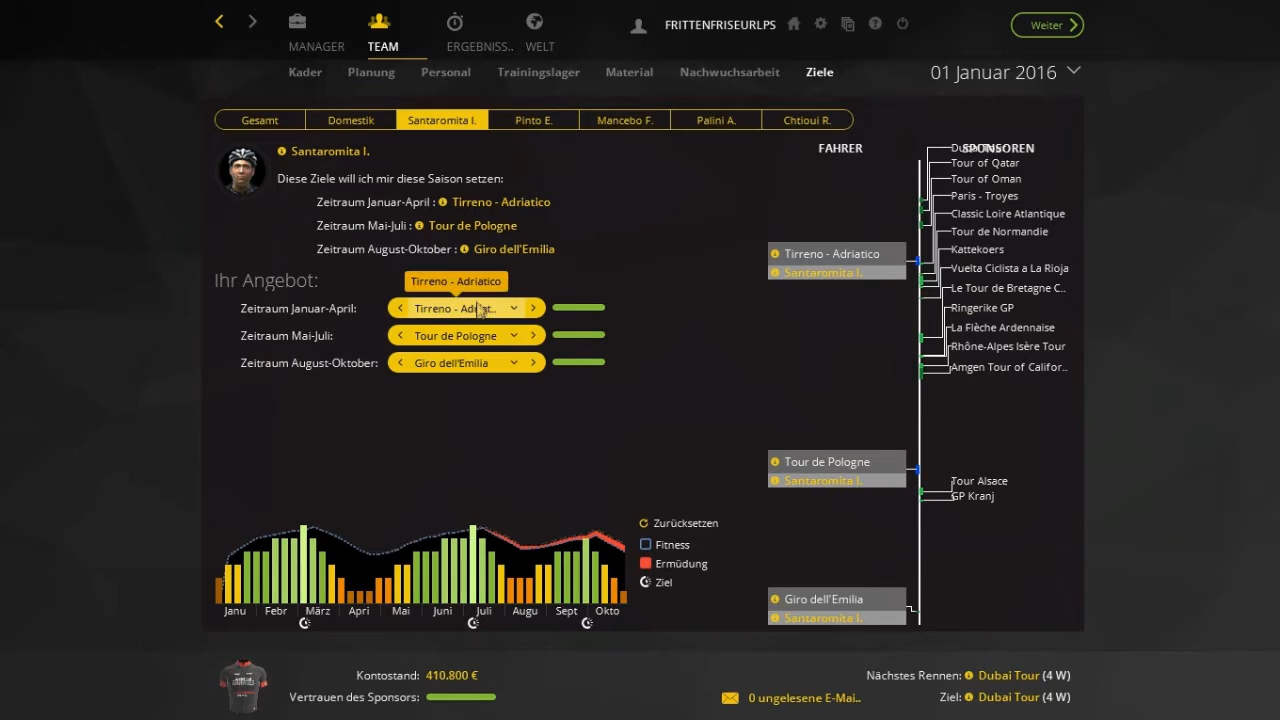 FRITTENFRISEURLPS
Weiter
MANAGER TEAM ERGEBNISS.. WELT
Kader Planung Personal Trainingslager Material Nachwuchsarbeit Ziele
01 Januar 2016
Gesamt Domestik Santaromita I. Pinto E. Mancebo F. Palini A. Chtioui R.
Santaromita I.
Diese Ziele will ich mir diese Saison setzen:
Zeitraum Januar-April : Tirreno - Adriatico
Zeitraum Mai-Juli : Tour de Pologne
Zeitraum August-Oktober : Giro dell'Emilia
Ihr Angebot:
Tirreno - Adriatico
Zeitraum Januar-April: Tirreno - Adriat..
Zeitraum Mai-Juli: Tour de Pologne
Zeitraum August-Oktober: Giro dell'Emilia
FAHRER
SPONSOREN
Tour of Qatar
Tour of Oman
Paris - Troyes
Classic Loire Atlantique
Tour de Normandie
Kattekoers
Vuelta Ciclista a La Rioja
Le Tour de Bretagne C..
Ringerike GP
La Flèche Ardennaise
Rhône-Alpes Isère Tour
Amgen Tour of Califor..
Tour Alsace
GP Kranj
Tirreno - Adriatico
Santaromita I.
Tour de Pologne
Santaromita I.
Giro dell'Emilia
Santaromita I.
Zurücksetzen
Fitness
Ermüdung
Ziel
Janu Febr März Apri Mai Juni Juli Augu Sept Okto
Kontostand: 410.800 €
Vertrauen des Sponsors:
0 ungelesene E-Mai..
Nächstes Rennen: Dubai Tour (4 W)
Ziel: Dubai Tour (4 W)